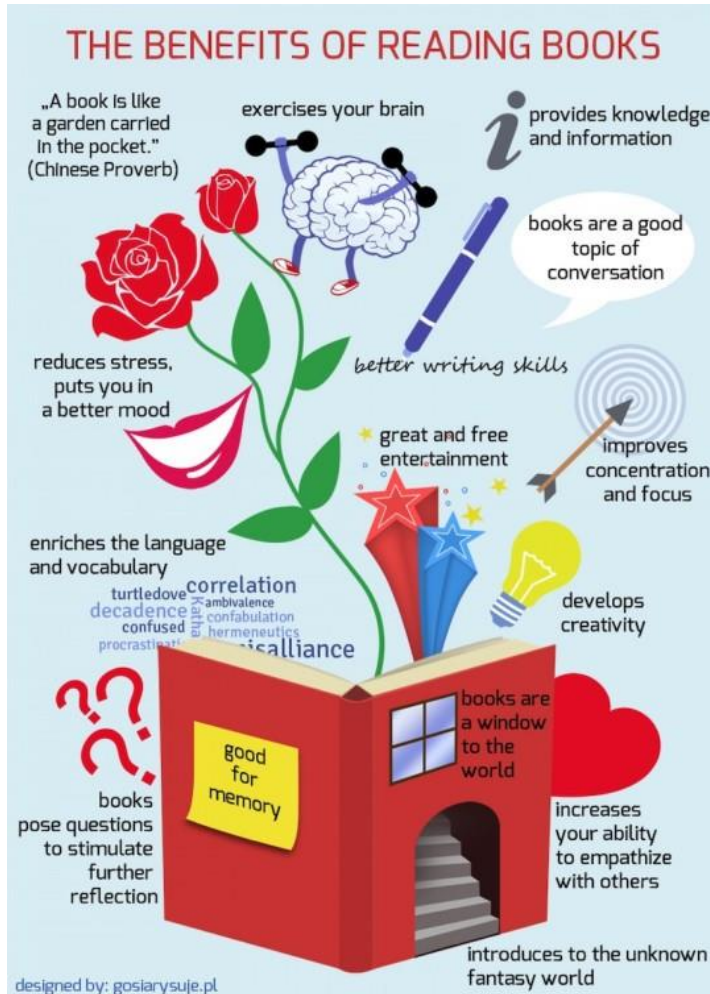 THE BENEFITS OF READING BOOKS
„A book is like
a garden carried
in the pocket.”
(Chinese Proverb)
exercises your brain
provides knowledge
and information
books are a good
topic of
conversation
better writing skills
reduces stress,
puts you in
a better mood
great and free
entertainment
improves
concentration
and focus
enriches the language
and vocabulary
turtledove
correlation
decadence
Katha
ambivalence
confused
confabulation
hermeneutics
develops
creativity
books are
a window
to the
world
good
for
memory
books
pose questions
to stimulate
further
reflection
increases
your ability
to empathize
with others
introduces to the unknown
fantasy world
designed by: gosiarysuje.pl